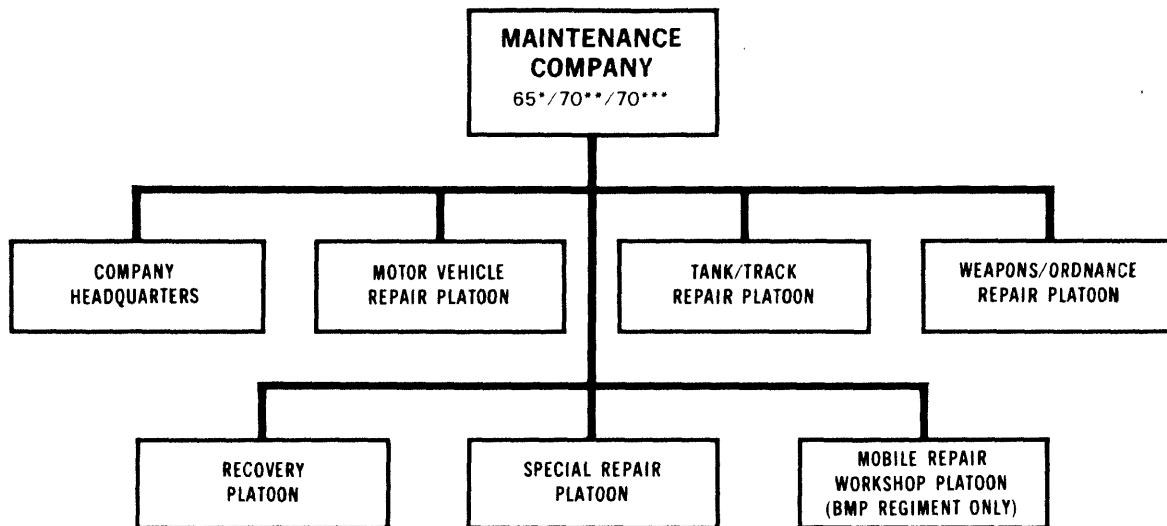 MAINTENANCE
COMPANY
65*/70**/70***
COMPANY
HEADQUARTERS
MOTOR VEHICLE
REPAIR PLATOON
TANK/TRACK
REPAIR PLATOON
WEAPONS/ORDNANCE
REPAIR PLATOON
RECOVERY
PLATOON
SPECIAL REPAIR
PLATOON
MOBILE REPAIR
WORKSHOP PLATOON
(BMP REGIMENT ONLY)